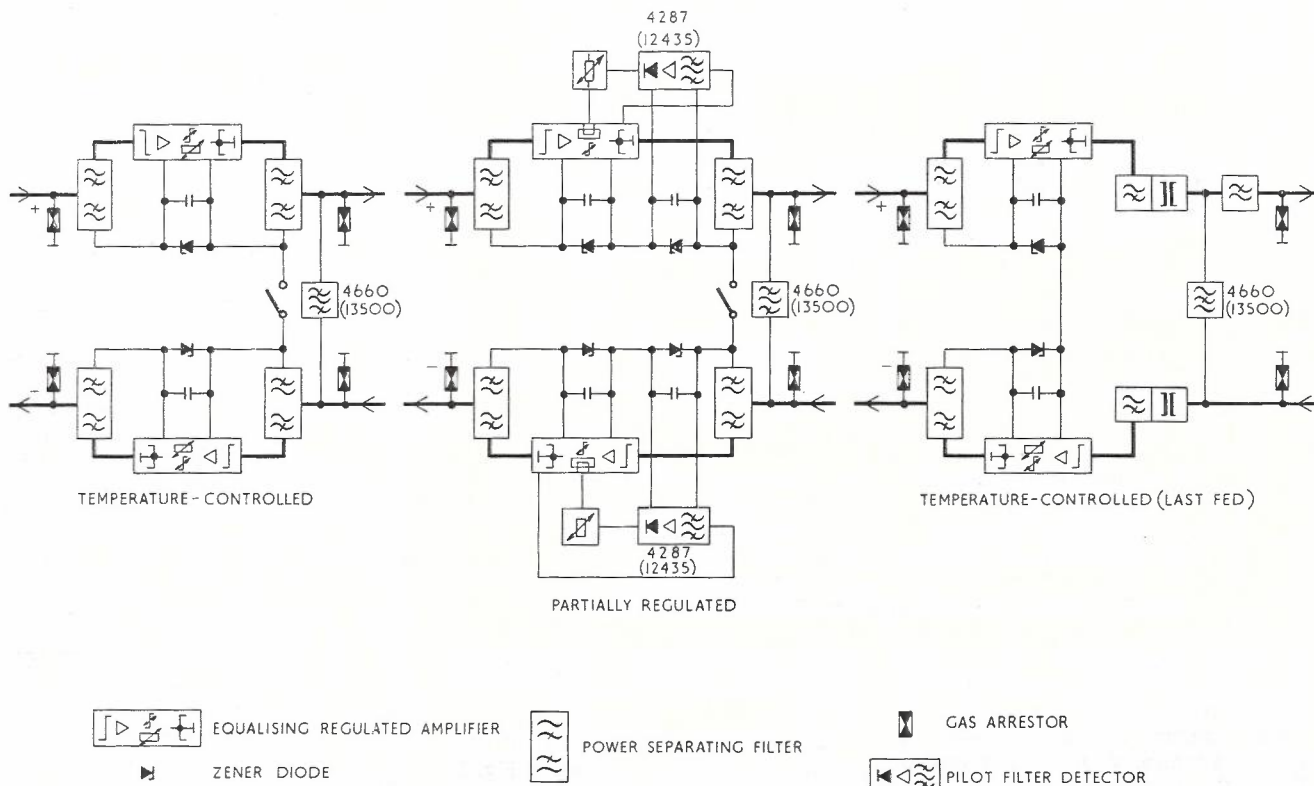 4287
(12435)
+
+
+
4660
(13500)
4660
(13500)
4660
(13500)
-
-
-
TEMPERATURE-CONTROLLED
TEMPERATURE-CONTROLLED (LAST FED)
4287
(12435)
PARTIALLY REGULATED
EQUALISING REGULATED AMPLIFIER
POWER SEPARATING FILTER
GAS ARRESTOR
ZENER DIODE
PILOT FILTER DETECTOR